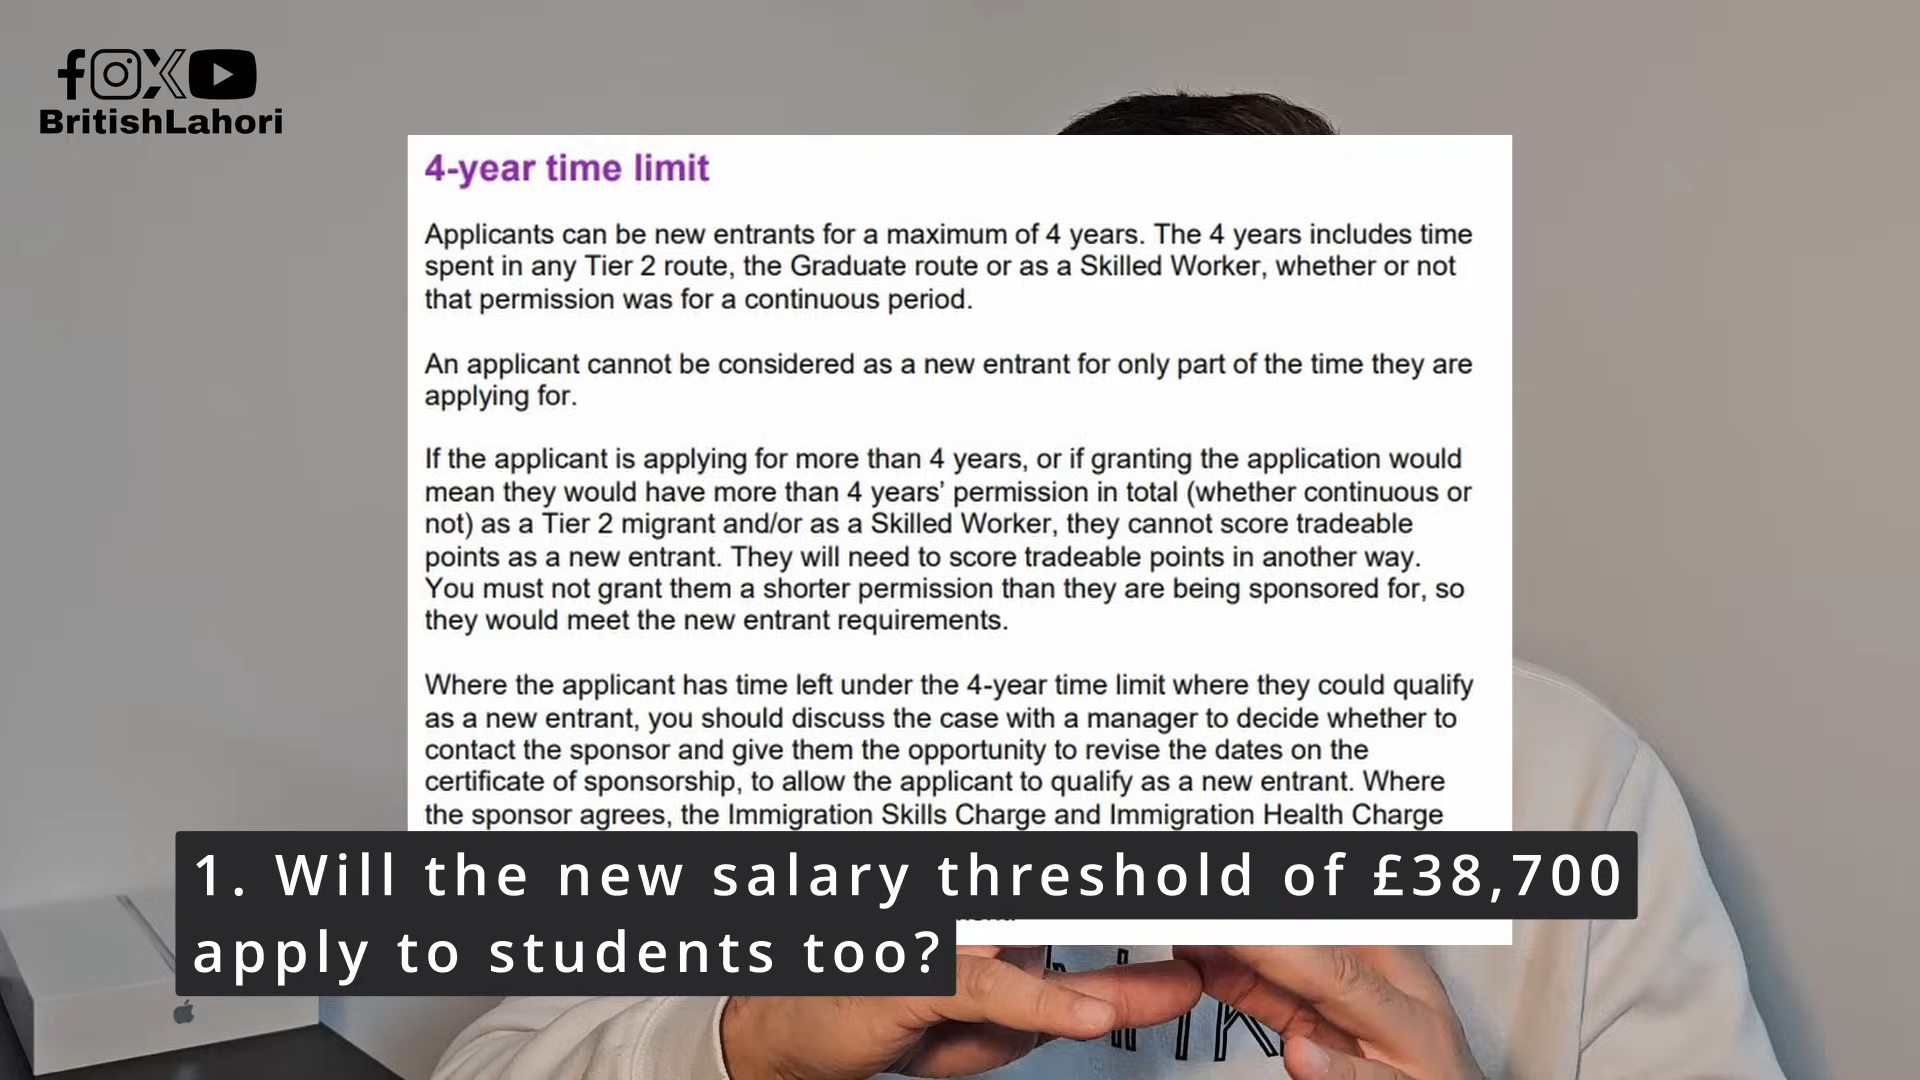 BritishLahori
4-year time limit
Applicants can be new entrants for a maximum of 4 years. The 4 years includes time
spent in any Tier 2 route, the Graduate route or as a Skilled Worker, whether or not
that permission was for a continuous period.
An applicant cannot be considered as a new entrant for only part of the time they are
applying for.
If the applicant is applying for more than 4 years, or if granting the application would
mean they would have more than 4 years’ permission in total (whether continuous or
not) as a Tier 2 migrant and/or as a Skilled Worker, they cannot score tradeable
points as a new entrant. They will need to score tradeable points in another way.
You must not grant them a shorter permission than they are being sponsored for, so
they would meet the new entrant requirements.
Where the applicant has time left under the 4-year time limit where they could qualify
as a new entrant, you should discuss the case with a manager to decide whether to
contact the sponsor and give them the opportunity to revise the dates on the
certificate of sponsorship, to allow the applicant to qualify as a new entrant. Where
the sponsor agrees, the Immigration Skills Charge and Immigration Health Charge
1. Will the new salary threshold of £38,700
apply to students too?